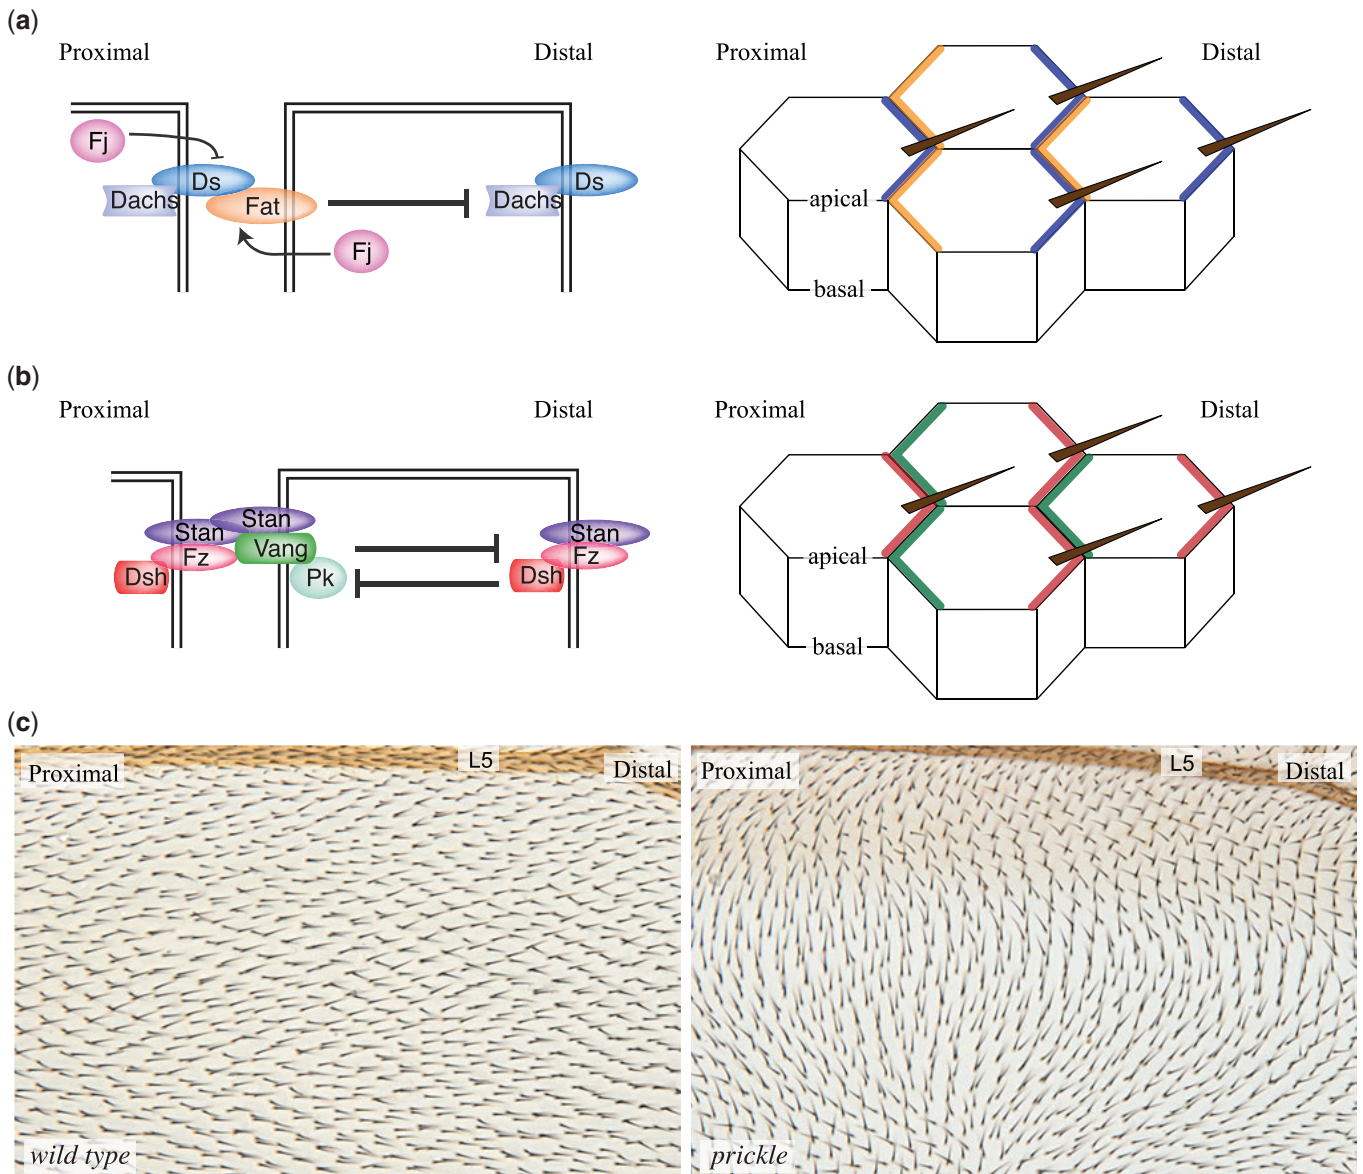 (a)
Proximal
Distal
Fj
Ds
Dachs
Fat
Fj
Dachs
Ds
Proximal
Distal
apical
basal
(b)
Proximal
Distal
Stan
Stan
Fz
Vang
Dsh
Pk
Stan
Fz
Dsh
Proximal
Distal
apical
basal
(c)
Proximal
L5
Distal
wild type
Proximal
L5
Distal
prickle